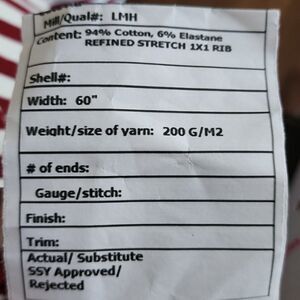 Mill/Qual#: LMH
Content: 94% Cotton, 6% Elastane
REFINED STRETCH 1X1 RIB
Shell#:
Width: 60"
Weight/size of yarn: 200 G/M2
# of ends:
Gauge/stitch:
Finish:
Trim:
Actual/ Substitute
SSY Approved/
Rejected